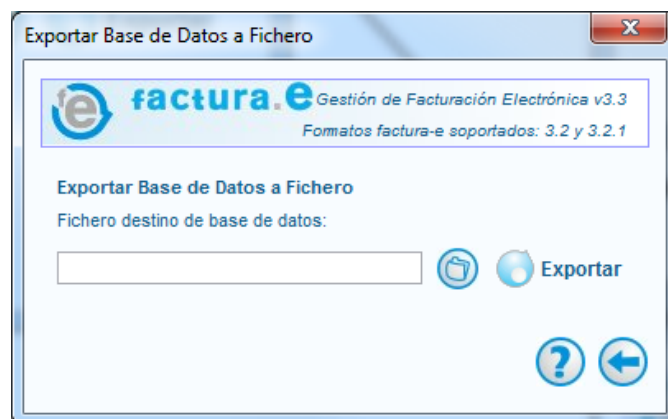 Exportar Base de Datos a Fichero
factura.e Gestión de Facturación Electrónica v3.3
Formatos factura-e soportados: 3.2 y 3.2.1
Exportar Base de Datos a Fichero
Fichero destino de base de datos:
Exportar
?